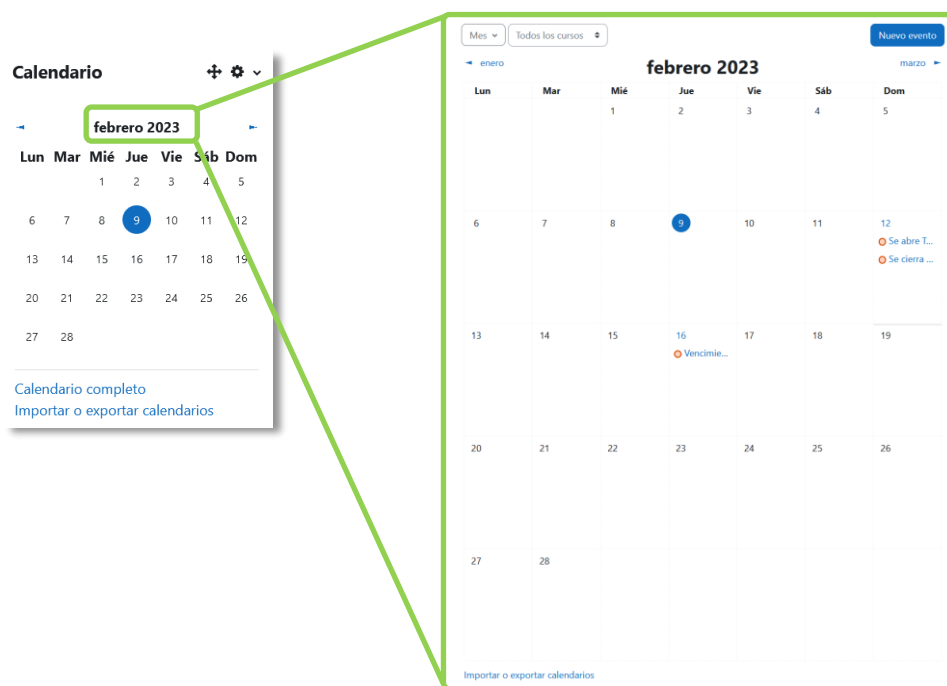 Calendario
febrero 2023
Lun Mar Mié Jue Vie Sáb Dom
1 2 3 4 5
6 7 8 9 10 11 12
13 14 15 16 17 18 19
20 21 22 23 24 25 26
27 28
Calendario completo
Importar o exportar calendarios
Mes Todos los cursos Nuevo evento
enero febrero 2023 marzo
Lun Mar Mié Jue Vie Sáb Dom
1 2 3 4 5
6 7 8 9 10 11 12
Se abre T...
Se cierra ...
13 14 15 16 17 18 19
Vencimie...
20 21 22 23 24 25 26
27 28
Importar o exportar calendarios